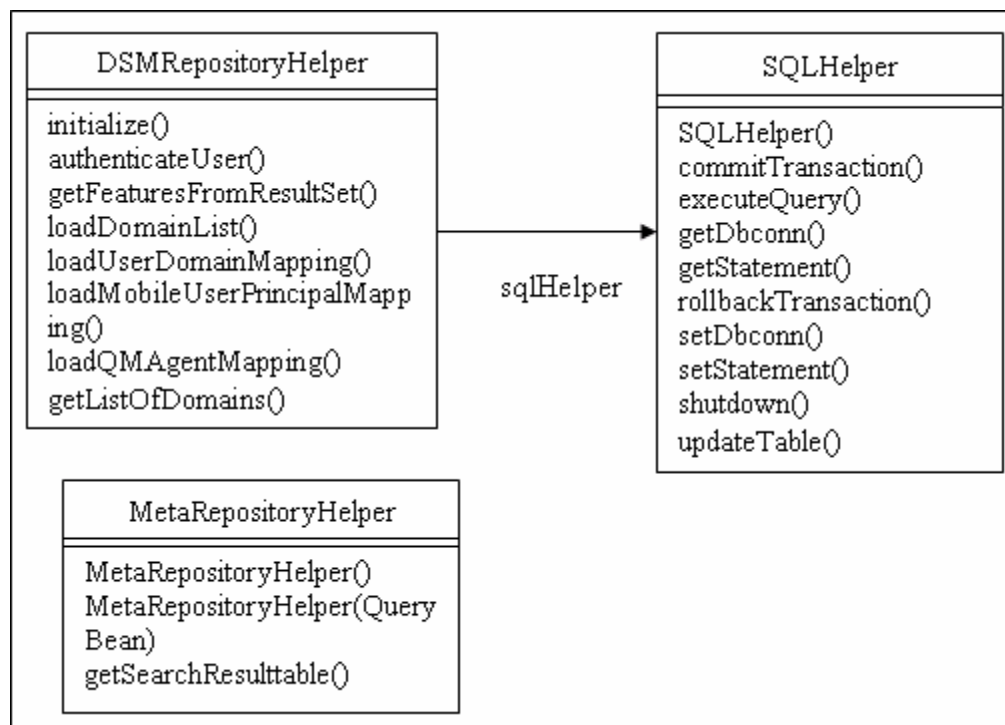 DSMRepositoryHelper
initialize()
authenticateUser()
getFeaturesFromResultSet()
loadDomainList()
loadUserDomainMapping()
loadMobileUserPrincipalMapp
ing()
loadQMAgentMapping()
getListOfDomains()
sqlHelper
SQLHelper
SQLHelper()
commitTransaction()
executeQuery()
getDbconn()
getStatement()
rollbackTransaction()
setDbconn()
setStatement()
shutdown()
updateTable()
MetaRepositoryHelper
MetaRepositoryHelper()
MetaRepositoryHelper(Query
Bean)
getSearchResulttable()